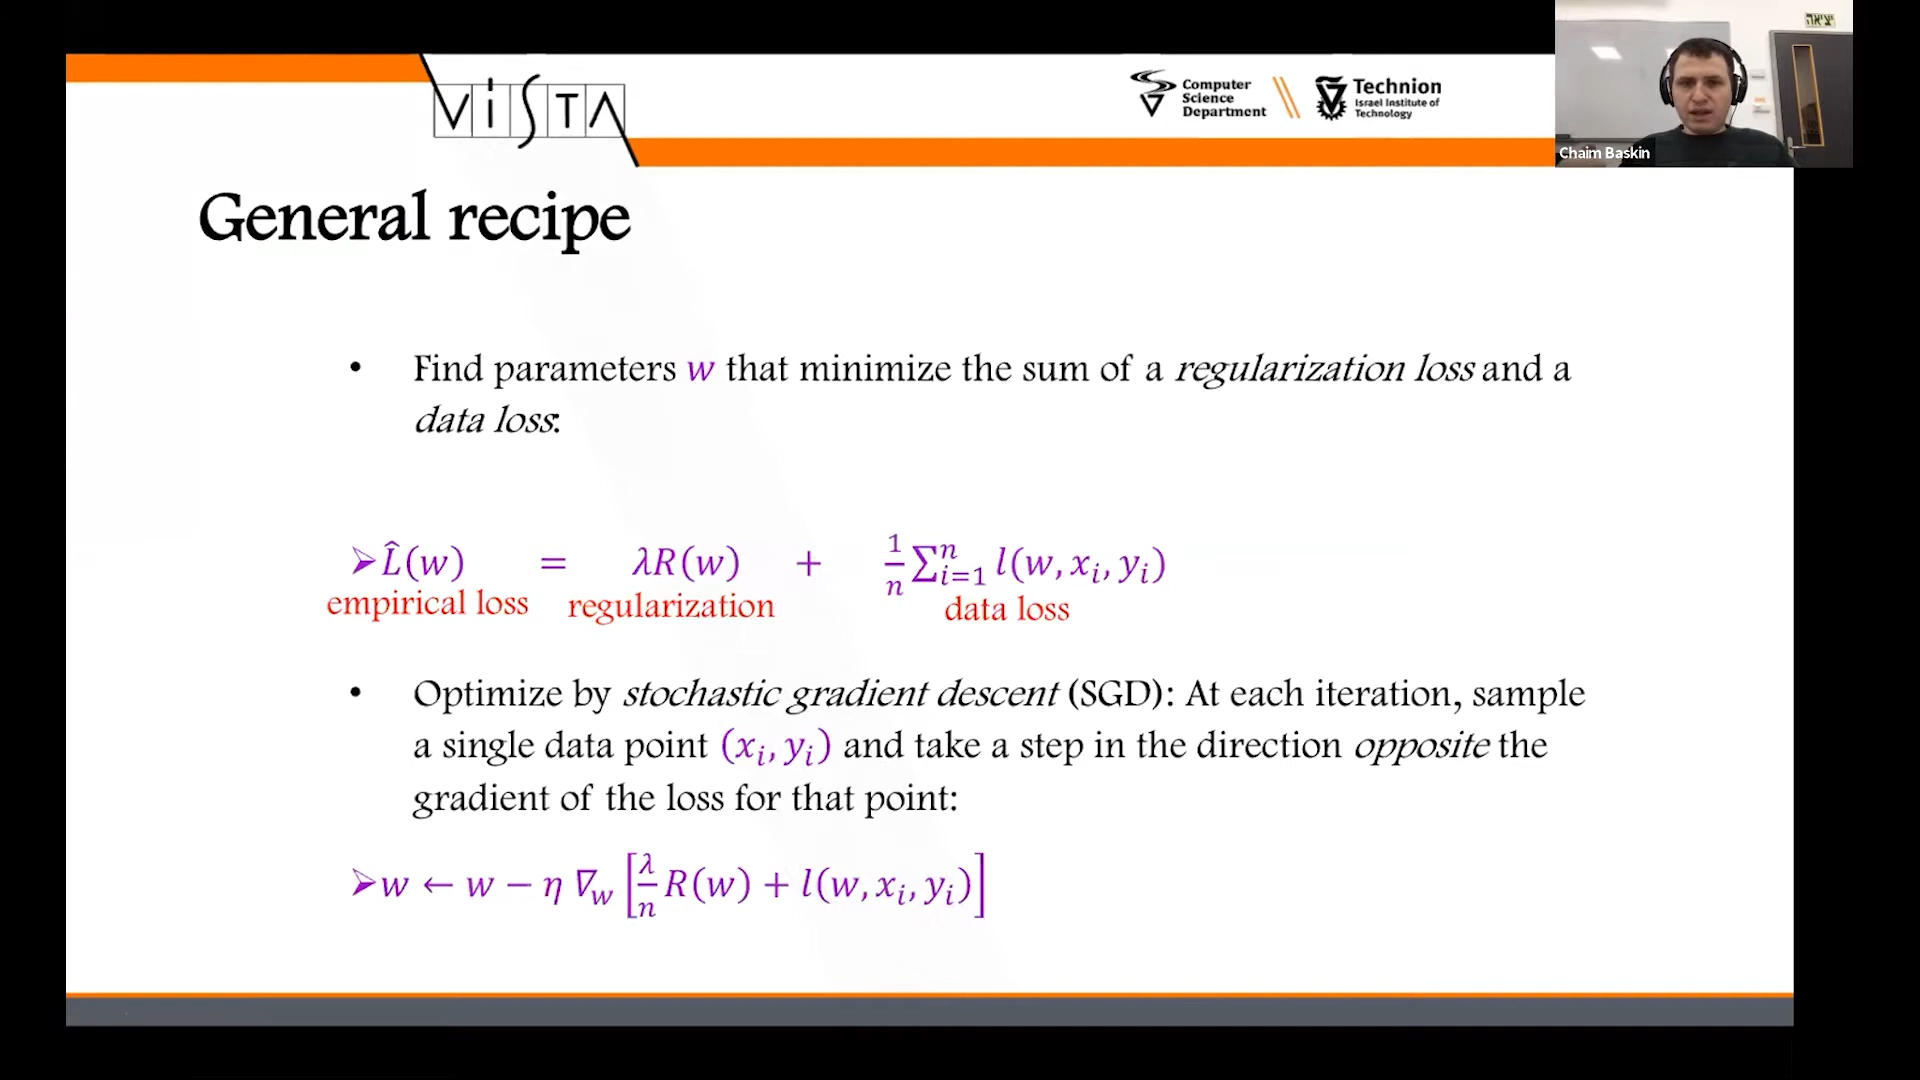 VISTA
Computer
Science
Department
Technion
Israel Institute of
Technology
יציאה
Chaim Baskin
General recipe
• Find parameters w that minimize the sum of a regularization loss and a
data loss:
➢ L̂(w) = λR(w) + 1/n ∑ᵢ₌₁ⁿ l(w, xᵢ, yᵢ)
empirical loss regularization data loss
• Optimize by stochastic gradient descent (SGD): At each iteration, sample
a single data point (xᵢ, yᵢ) and take a step in the direction opposite the
gradient of the loss for that point:
➢ w ← w − η ∇w [λ/n R(w) + l(w, xᵢ, yᵢ)]